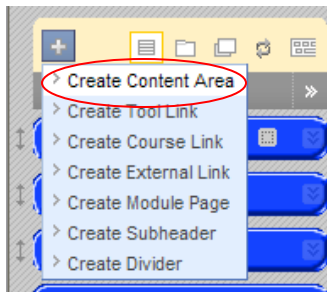 Create Content Area
Create Tool Link
Create Course Link
Create External Link
Create Module Page
Create Subheader
Create Divider